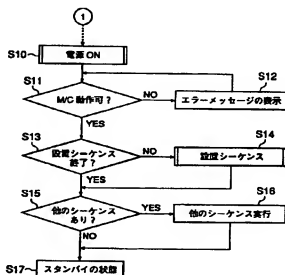 1
S10
電源 ON
S11
S12
M/C 動作可？
NO
エラーメッセージの表示
YES
S13
S14
設置シーケンス
終了？
NO
設置シーケンス
YES
S15
S16
他のシーケンス
あり？
YES
他のシーケンス実行
NO
S17
スタンバイの状態